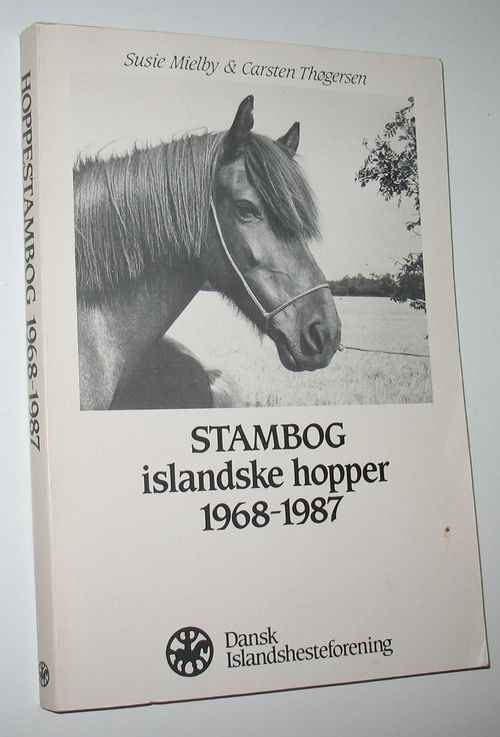 Susie Mielby & Carsten Thøgersen
HOPPESTAMBOG 1968-1987
STAMBOG
islandske hopper
1968-1987
Dansk
Islandshesteforening